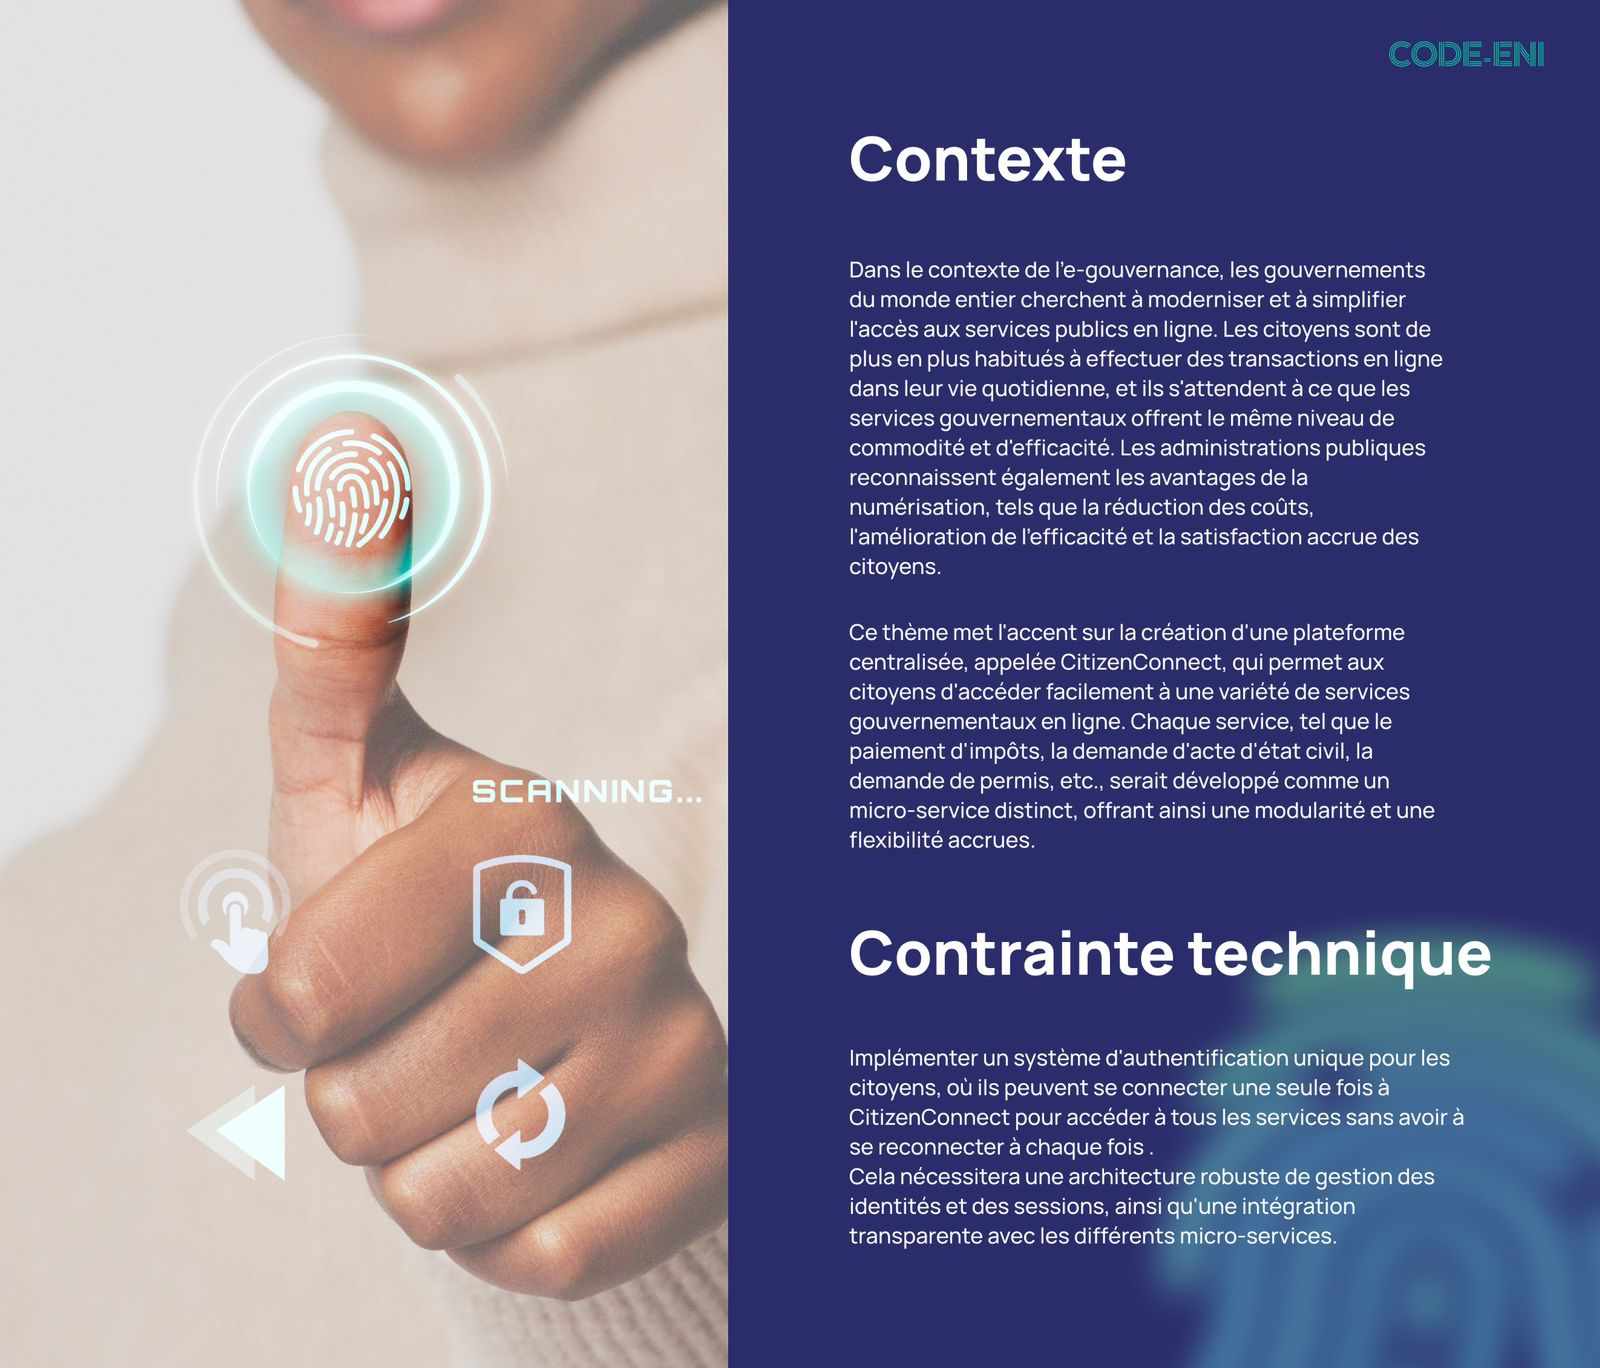 CODE-ENI
Contexte
Dans le contexte de l'e-gouvernance, les gouvernements
du monde entier cherchent à moderniser et à simplifier
l'accès aux services publics en ligne. Les citoyens sont de
plus en plus habitués à effectuer des transactions en ligne
dans leur vie quotidienne, et ils s'attendent à ce que les
services gouvernementaux offrent le même niveau de
commodité et d'efficacité. Les administrations publiques
reconnaissent également les avantages de la
numérisation, tels que la réduction des coûts,
l'amélioration de l'efficacité et la satisfaction accrue des
citoyens.
Ce thème met l'accent sur la création d'une plateforme
centralisée, appelée CitizenConnect, qui permet aux
citoyens d'accéder facilement à une variété de services
gouvernementaux en ligne. Chaque service, tel que le
paiement d'impôts, la demande d'acte d'état civil, la
demande de permis, etc., serait développé comme un
micro-service distinct, offrant ainsi une modularité et une
flexibilité accrues.
Contrainte technique
Implémenter un système d'authentification unique pour les
citoyens, où ils peuvent se connecter une seule fois à
CitizenConnect pour accéder à tous les services sans avoir à
se reconnecter à chaque fois .
Cela nécessitera une architecture robuste de gestion des
identités et des sessions, ainsi qu'une intégration
transparente avec les différents micro-services.
SCANNING...